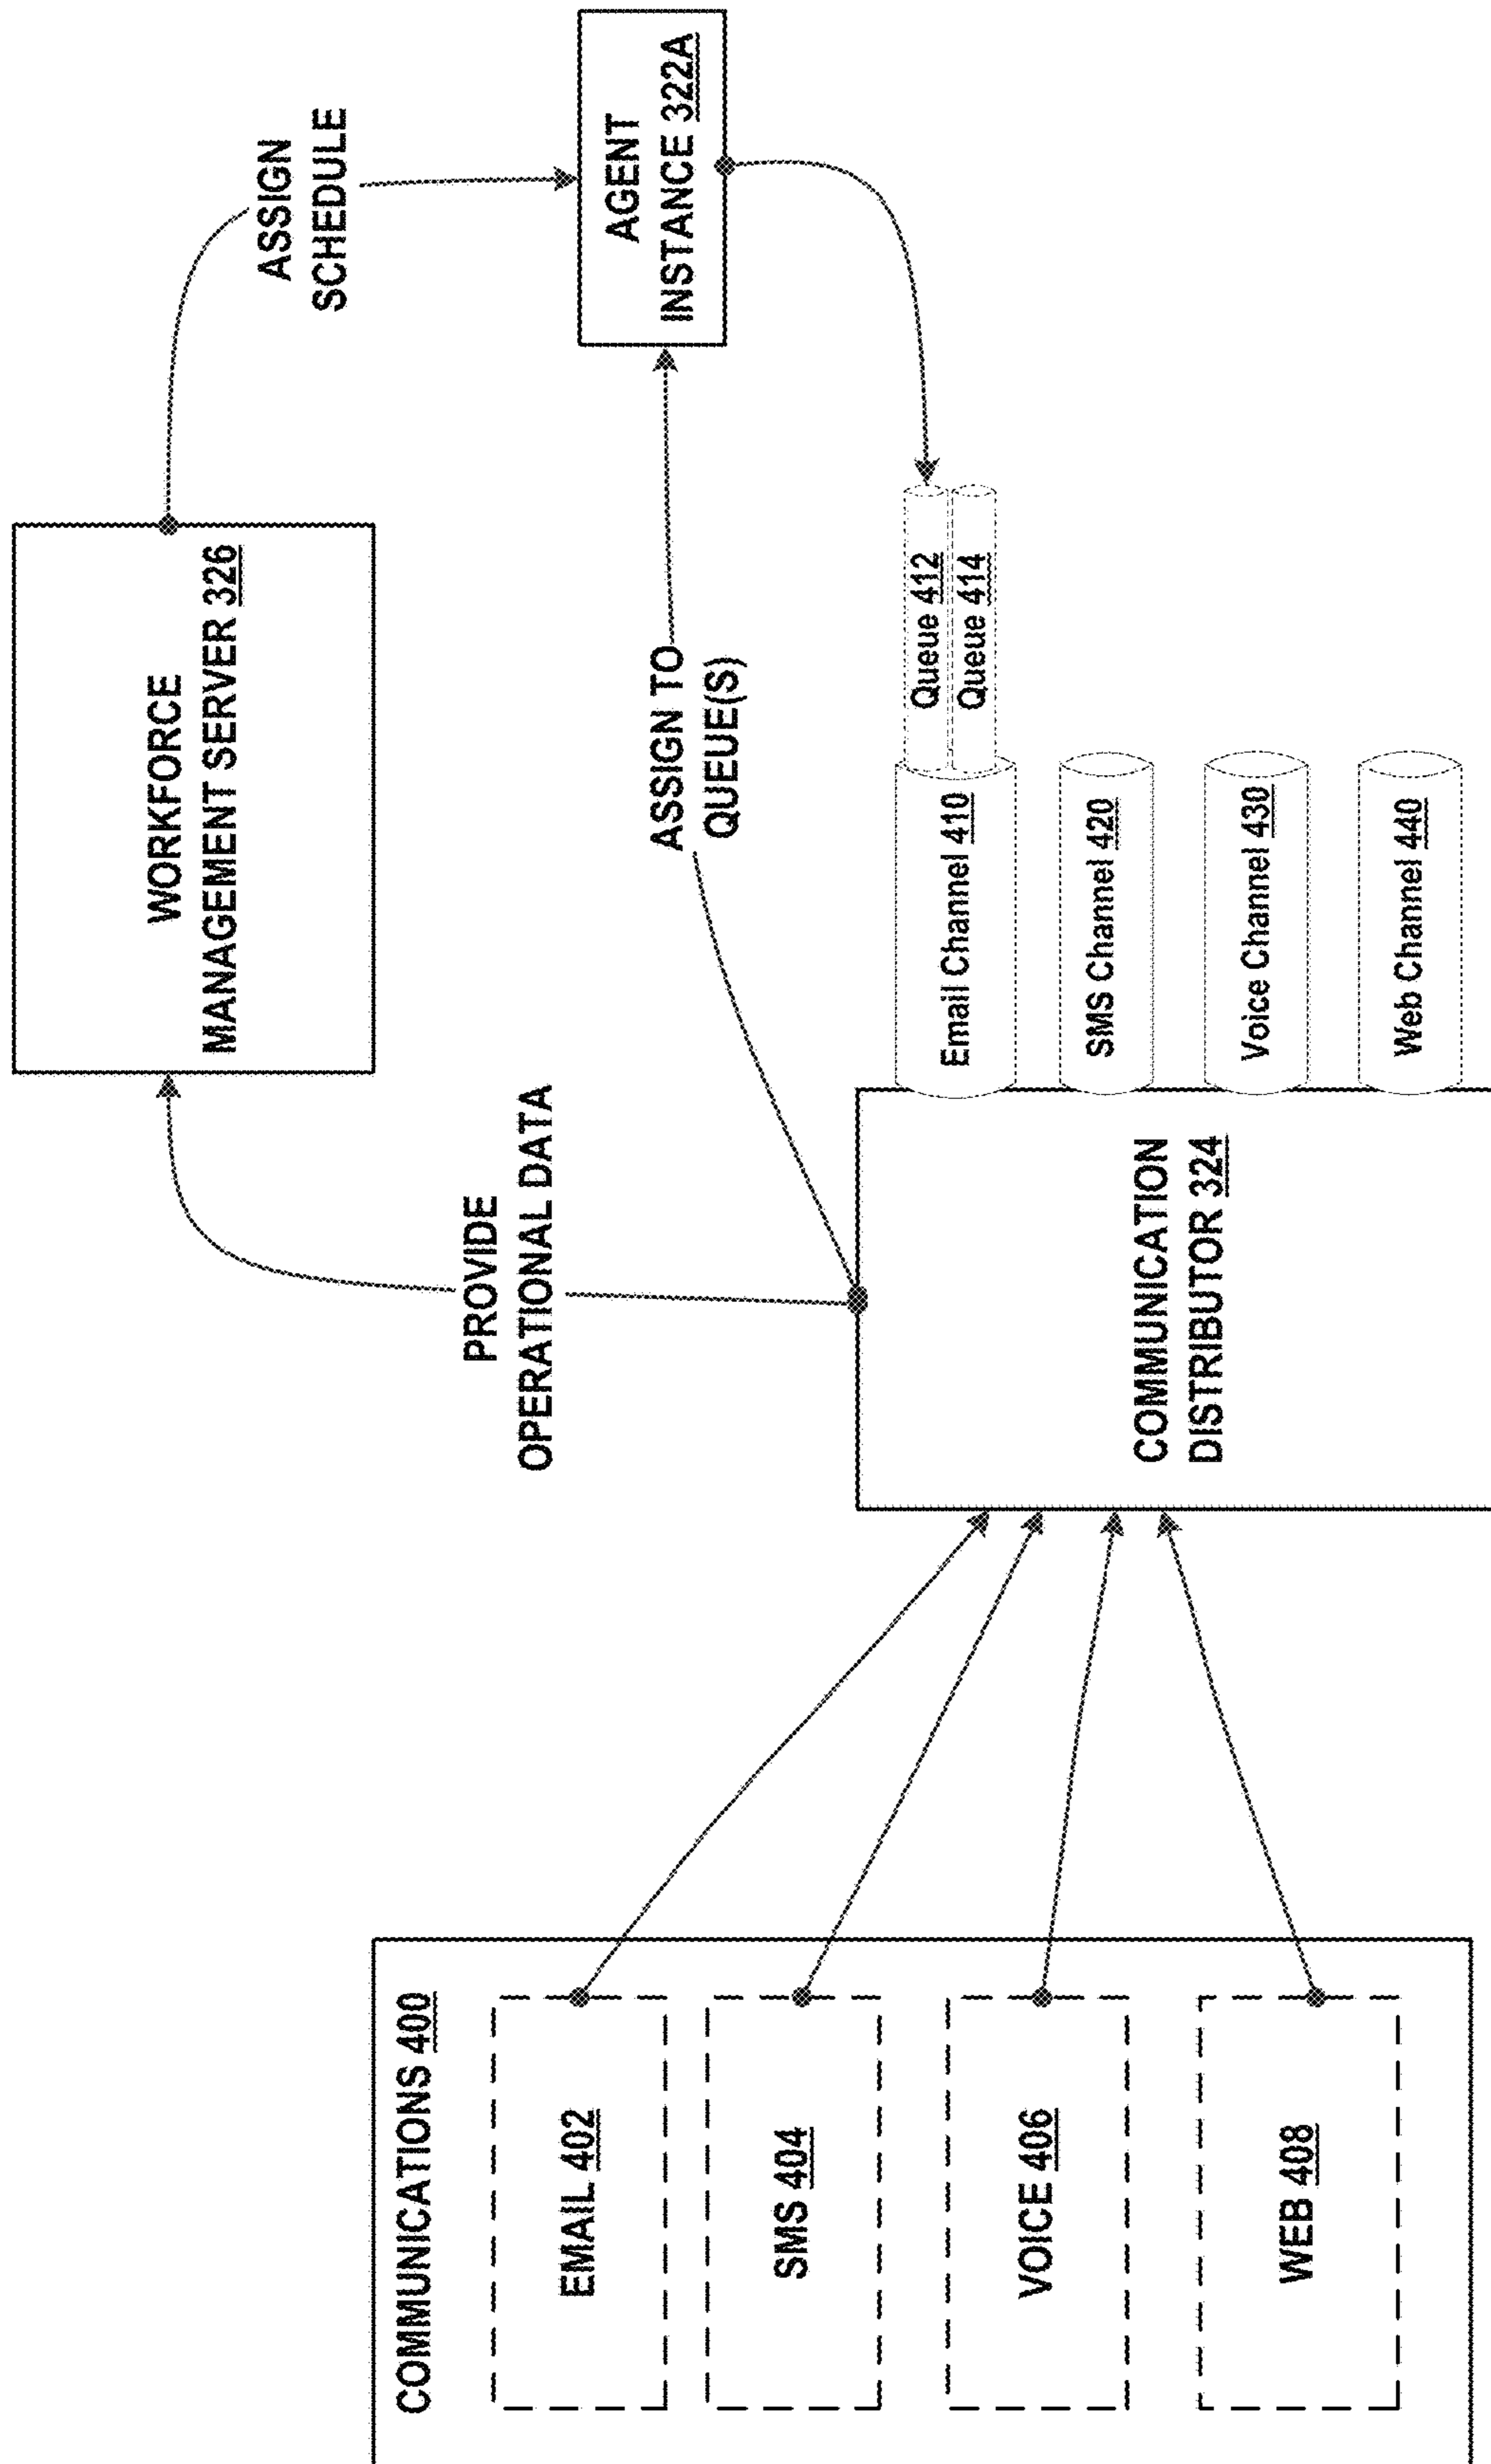 COMMUNICATIONS 400
EMAIL 402
SMS 404
VOICE 406
WEB 408
PROVIDE
OPERATIONAL DATA
WORKFORCE
MANAGEMENT SERVER 326
ASSIGN
SCHEDULE
AGENT
INSTANCE 322A
ASSIGN TO
QUEUE(S)
COMMUNICATION
DISTRIBUTOR 324
Email Channel 410
Queue 412
Queue 414
SMS Channel 420
Voice Channel 430
Web Channel 440